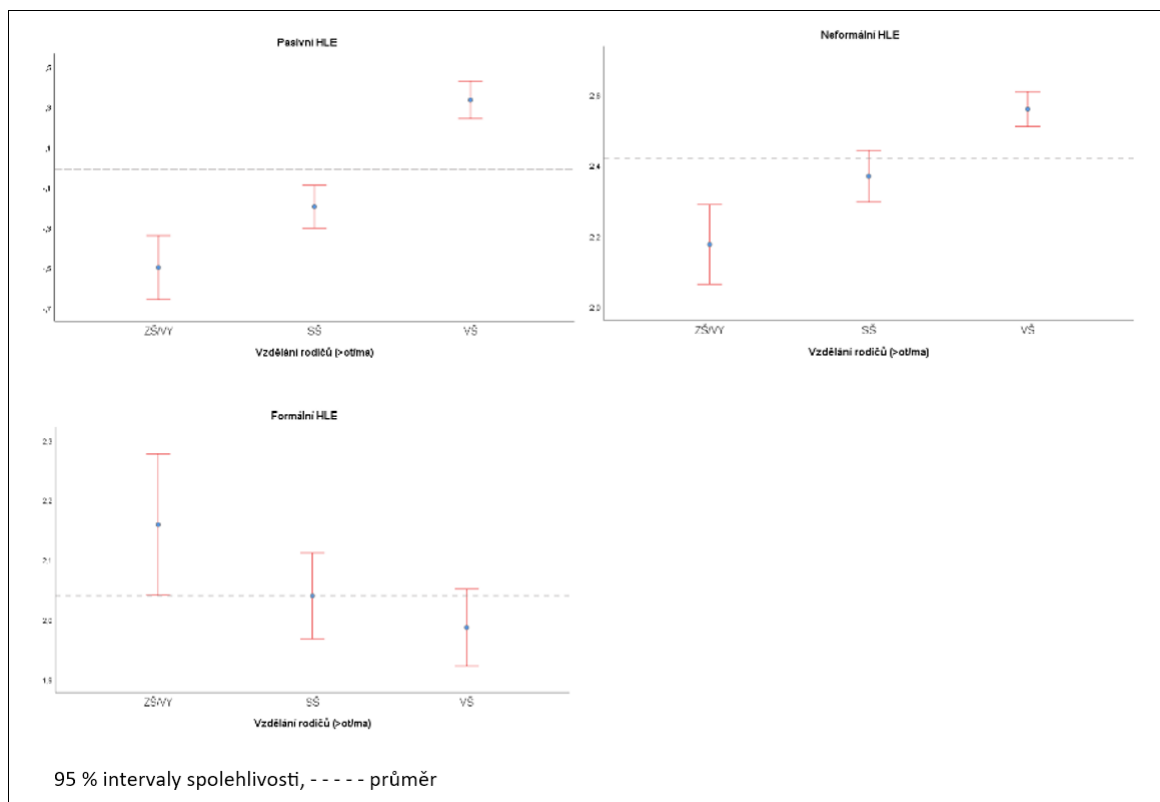 Pasivní HLE
,5
,3
,1
-,1
-,3
-,5
-,7
ZŠ/VY SŠ VŠ
Vzdělání rodičů (>ot/ma)
Neformální HLE
2,6
2,4
2,2
2,0
ZŠ/VY SŠ VŠ
Vzdělání rodičů (>ot/ma)
Formální HLE
2,3
2,2
2,1
2,0
1,9
ZŠ/VY SŠ VŠ
Vzdělání rodičů (>ot/ma)
95 % intervaly spolehlivosti, - - - - - průměr